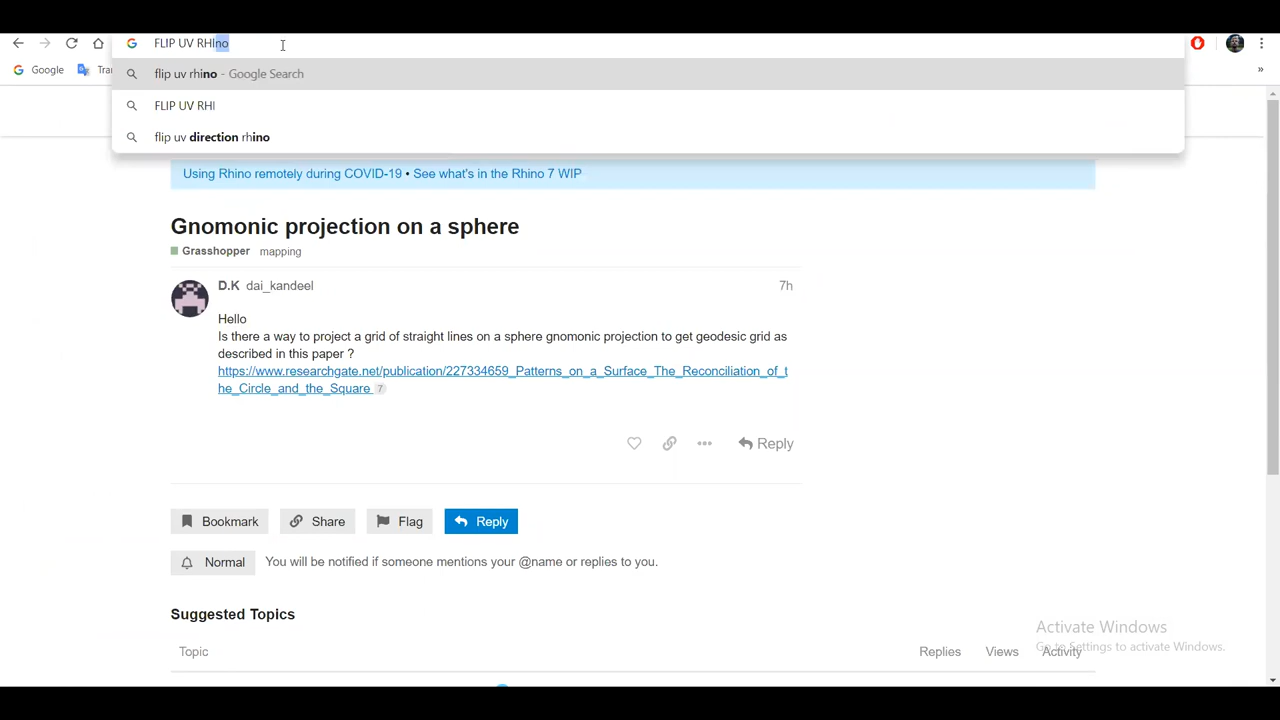 FLIP UV RHIno
Google
Tra
»
flip uv rhino - Google Search
FLIP UV RHI
flip uv direction rhino
Using Rhino remotely during COVID-19 • See what's in the Rhino 7 WIP
Gnomonic projection on a sphere
Grasshopper mapping
D.K dai_kandeel 7h
Hello
Is there a way to project a grid of straight lines on a sphere gnomonic projection to get geodesic grid as
described in this paper ?
https://www.researchgate.net/publication/227334659_Patterns_on_a_Surface_The_Reconciliation_of_t
he_Circle_and_the_Square 7
Reply
Bookmark Share Flag Reply
Normal You will be notified if someone mentions your @name or replies to you.
Suggested Topics
Activate Windows
Go to Settings to activate Windows.
Topic Replies Views Activity